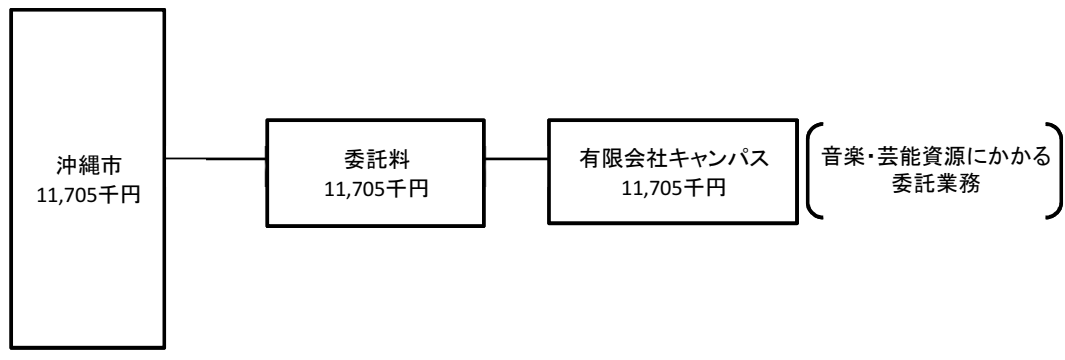 沖縄市
11,705千円
委託料
11,705千円
有限会社キャンパス
11,705千円
音楽・芸能資源にかかる
委託業務